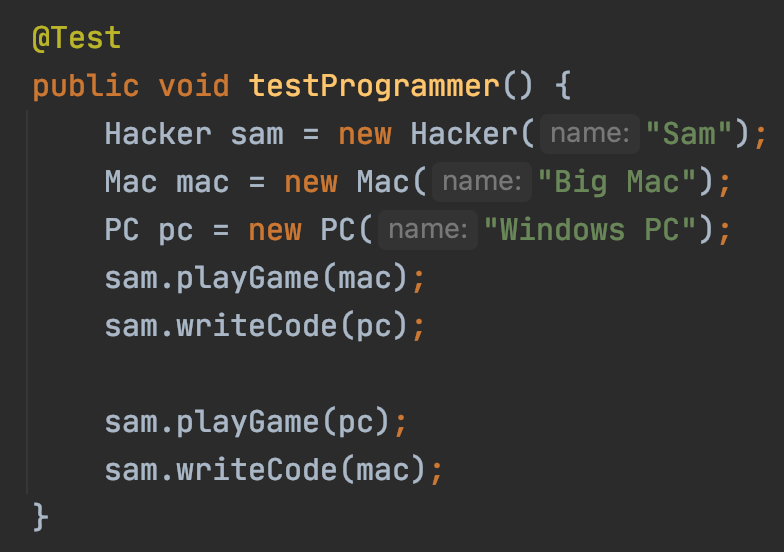 @Test
public void testProgrammer() {
Hacker sam = new Hacker( name: "Sam");
Mac mac = new Mac( name: "Big Mac");
PC pc = new PC( name: "Windows PC");
sam.playGame(mac);
sam.writeCode(pc);
sam.playGame(pc);
sam.writeCode(mac);
}